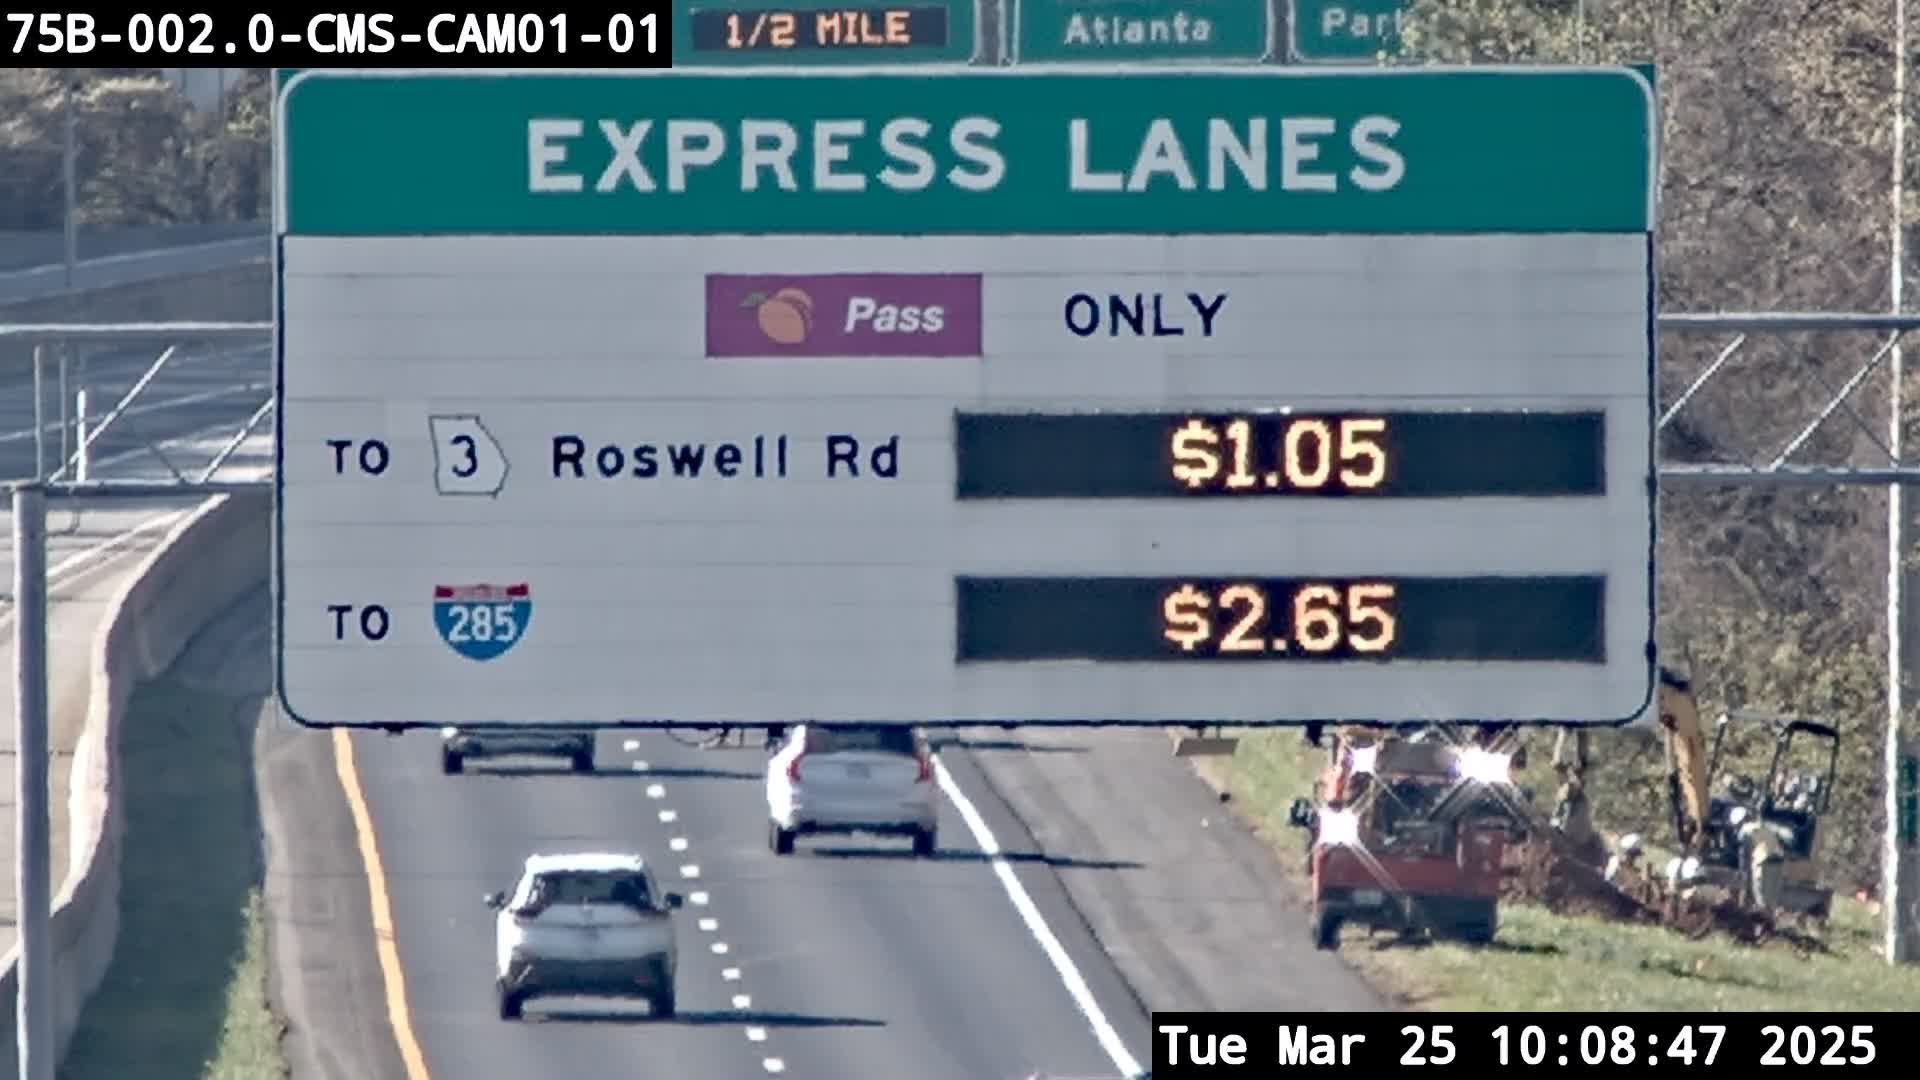 75B-002.0-CMS-CAM01-01
1/2 MILE
Atlanta
EXPRESS LANES
Pass ONLY
TO 3 Roswell Rd $1.05
TO 285 $2.65
Tue Mar 25 10:08:47 2025